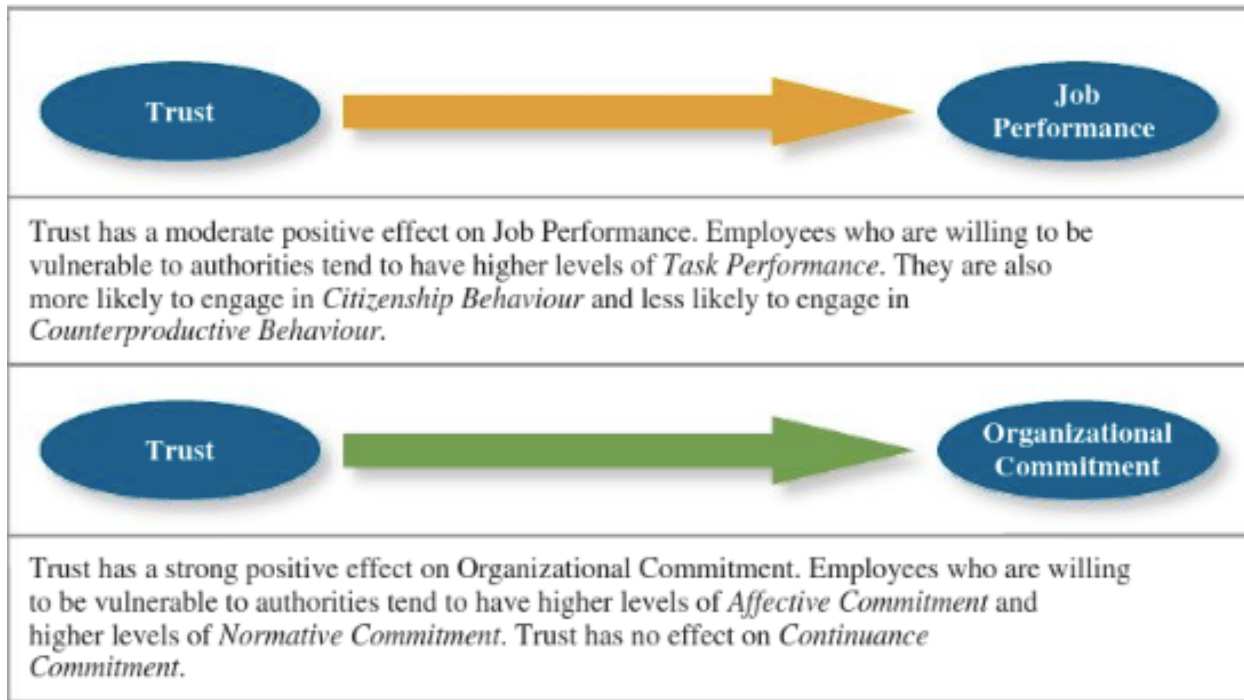 Trust
Job
Performance
Trust has a moderate positive effect on Job Performance. Employees who are willing to be
vulnerable to authorities tend to have higher levels of Task Performance. They are also
more likely to engage in Citizenship Behaviour and less likely to engage in
Counterproductive Behaviour.
Trust
Organizational
Commitment
Trust has a strong positive effect on Organizational Commitment. Employees who are willing
to be vulnerable to authorities tend to have higher levels of Affective Commitment and
higher levels of Normative Commitment. Trust has no effect on Continuance
Commitment.